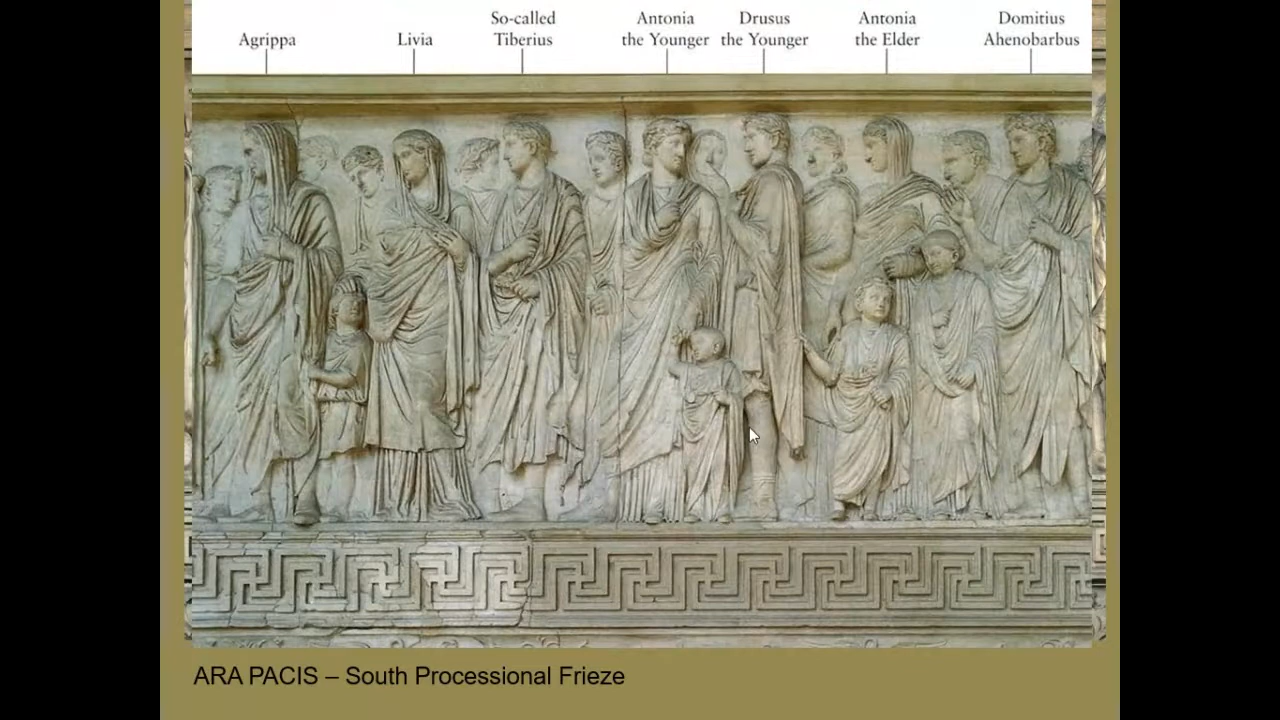 Agrippa
Livia
So-called
Tiberius
Antonia
the Younger
Drusus
the Younger
Antonia
the Elder
Domitius
Ahenobarbus
ARA PACIS – South Processional Frieze